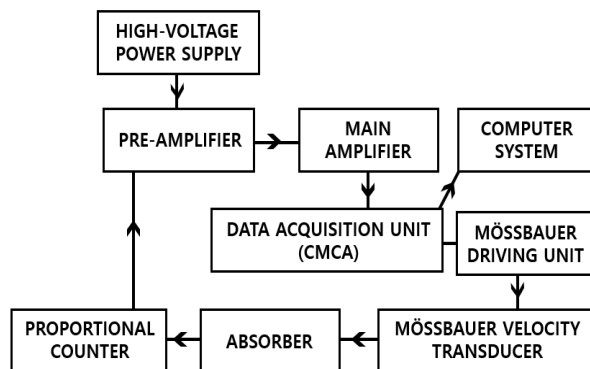 HIGH-VOLTAGE
POWER SUPPLY
PRE-AMPLIFIER
MAIN
AMPLIFIER
COMPUTER
SYSTEM
DATA ACQUISITION UNIT
(CMCA)
MÖSSBAUER
DRIVING UNIT
PROPORTIONAL
COUNTER
ABSORBER
MÖSSBAUER VELOCITY
TRANSDUCER